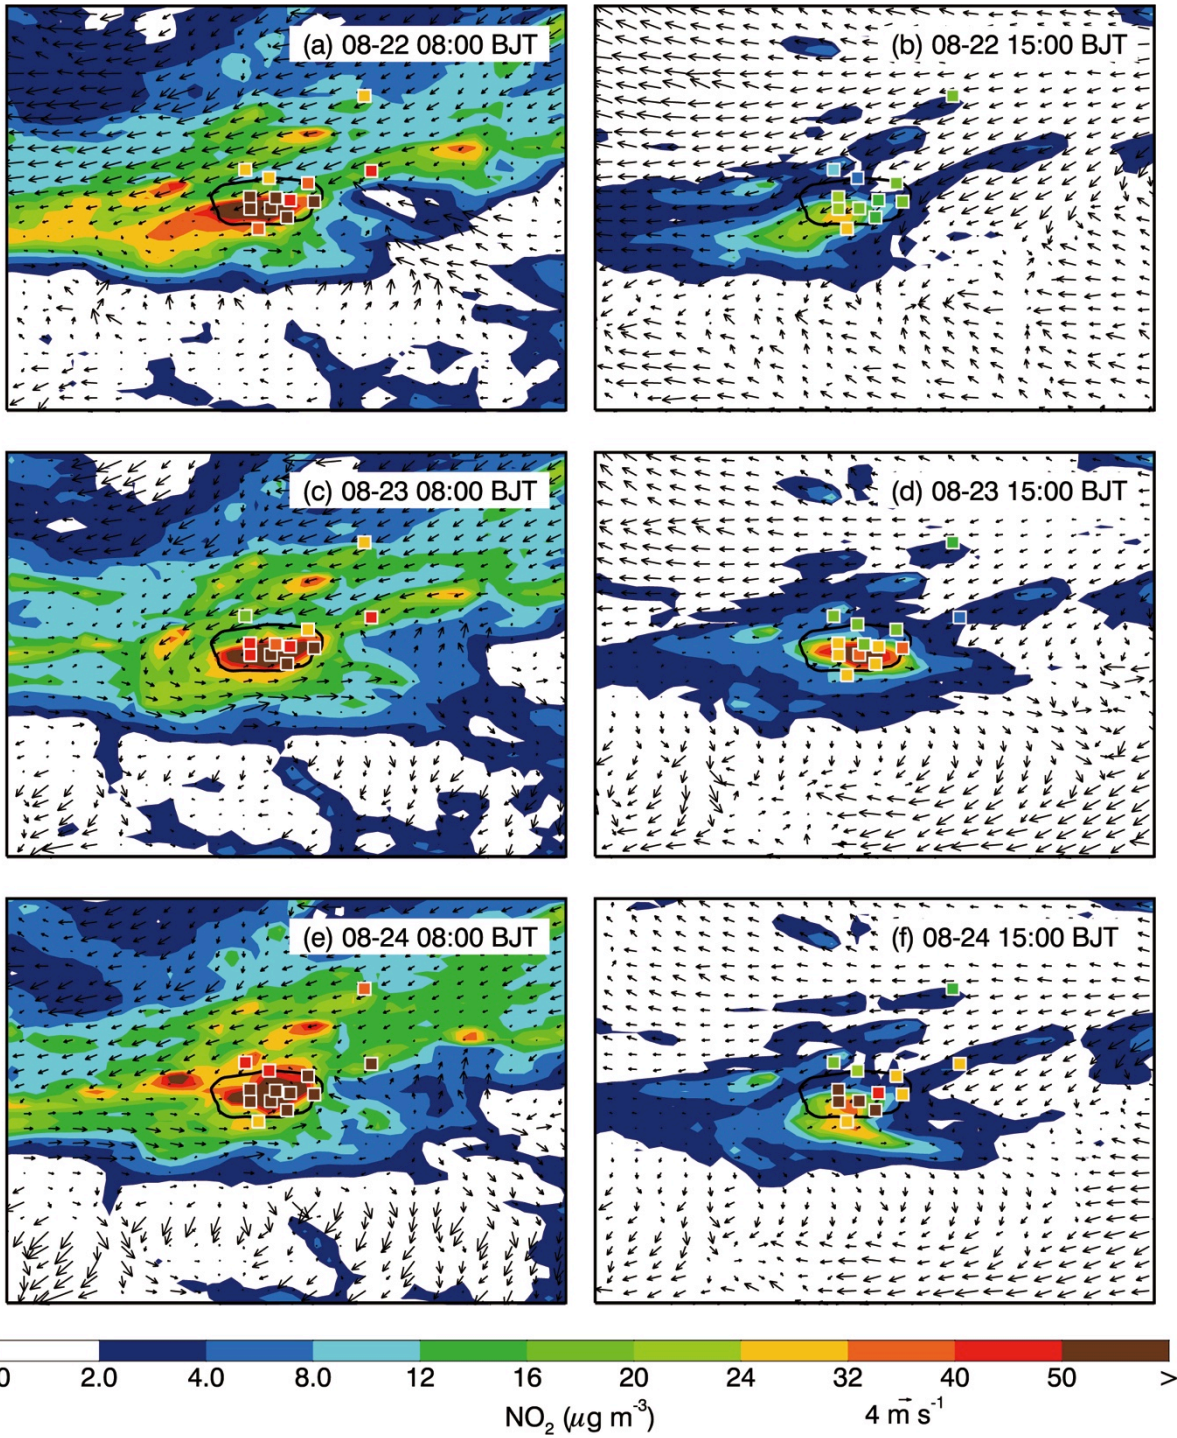 (a) 08-22 08:00 BJT
(b) 08-22 15:00 BJT
(c) 08-23 08:00 BJT
(d) 08-23 15:00 BJT
(e) 08-24 08:00 BJT
(f) 08-24 15:00 BJT
0 2.0 4.0 8.0 12 16 20 24 32 40 50 >
NO₂ (μg m⁻³) 4 m s⁻¹